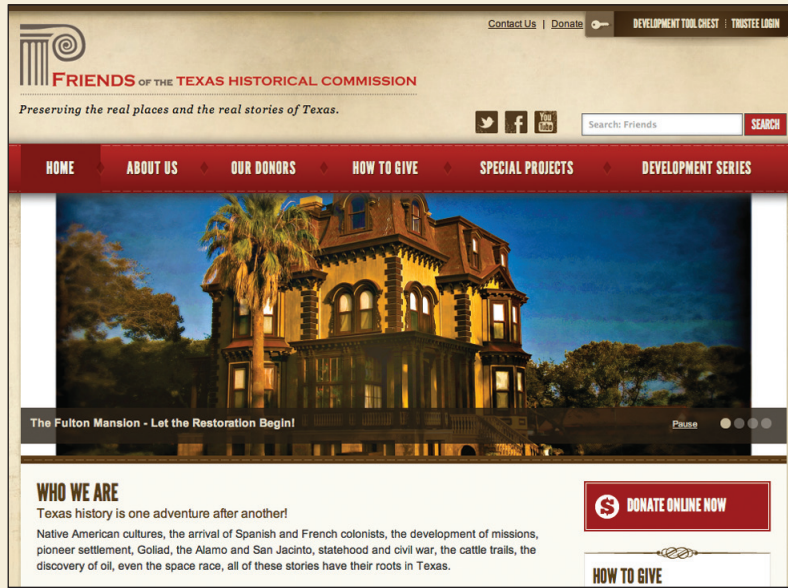 Contact Us | Donate
DEVELOPMENT TOOL CHEST
TRUSTEE LOGIN
FRIENDS OF THE TEXAS HISTORICAL COMMISSION
Preserving the real places and the real stories of Texas.
You Tube
Search: Friends
SEARCH
HOME
ABOUT US
OUR DONORS
HOW TO GIVE
SPECIAL PROJECTS
DEVELOPMENT SERIES
The Fulton Mansion - Let the Restoration Begin!
Pause
WHO WE ARE
Texas history is one adventure after another!
Native American cultures, the arrival of Spanish and French colonists, the development of missions,
pioneer settlement, Goliad, the Alamo and San Jacinto, statehood and civil war, the cattle trails, the
discovery of oil, even the space race, all of these stories have their roots in Texas.
$ DONATE ONLINE NOW
HOW TO GIVE